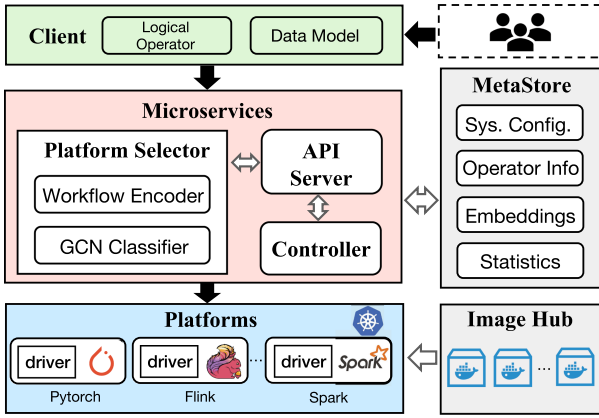 Client
Logical
Operator
Data Model
Microservices
Platform Selector
Workflow Encoder
GCN Classifier
API
Server
Controller
MetaStore
Sys. Config.
Operator Info
Embeddings
Statistics
Platforms
driver
Pytorch
driver
Flink
...
driver
Spark
Spark
Image Hub
...